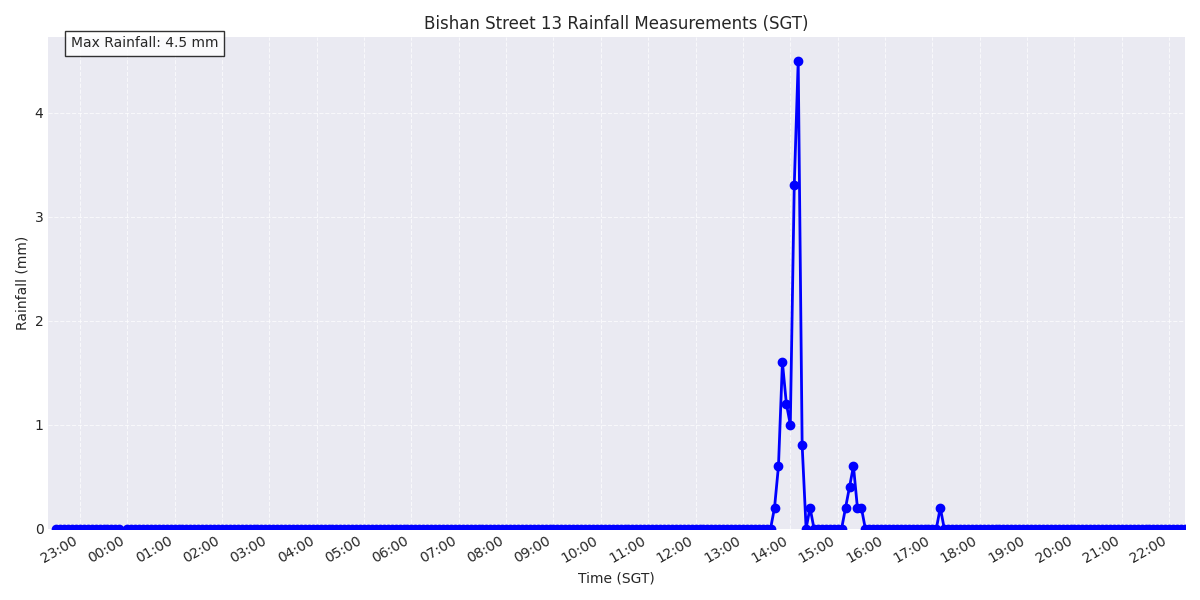 Bishan Street 13 Rainfall Measurements (SGT)
Max Rainfall: 4.5 mm
Rainfall (mm)
4
3
2
1
0
23:00 00:00 01:00 02:00 03:00 04:00 05:00 06:00 07:00 08:00 09:00 10:00 11:00 12:00 13:00 14:00 15:00 16:00 17:00 18:00 19:00 20:00 21:00 22:00
Time (SGT)